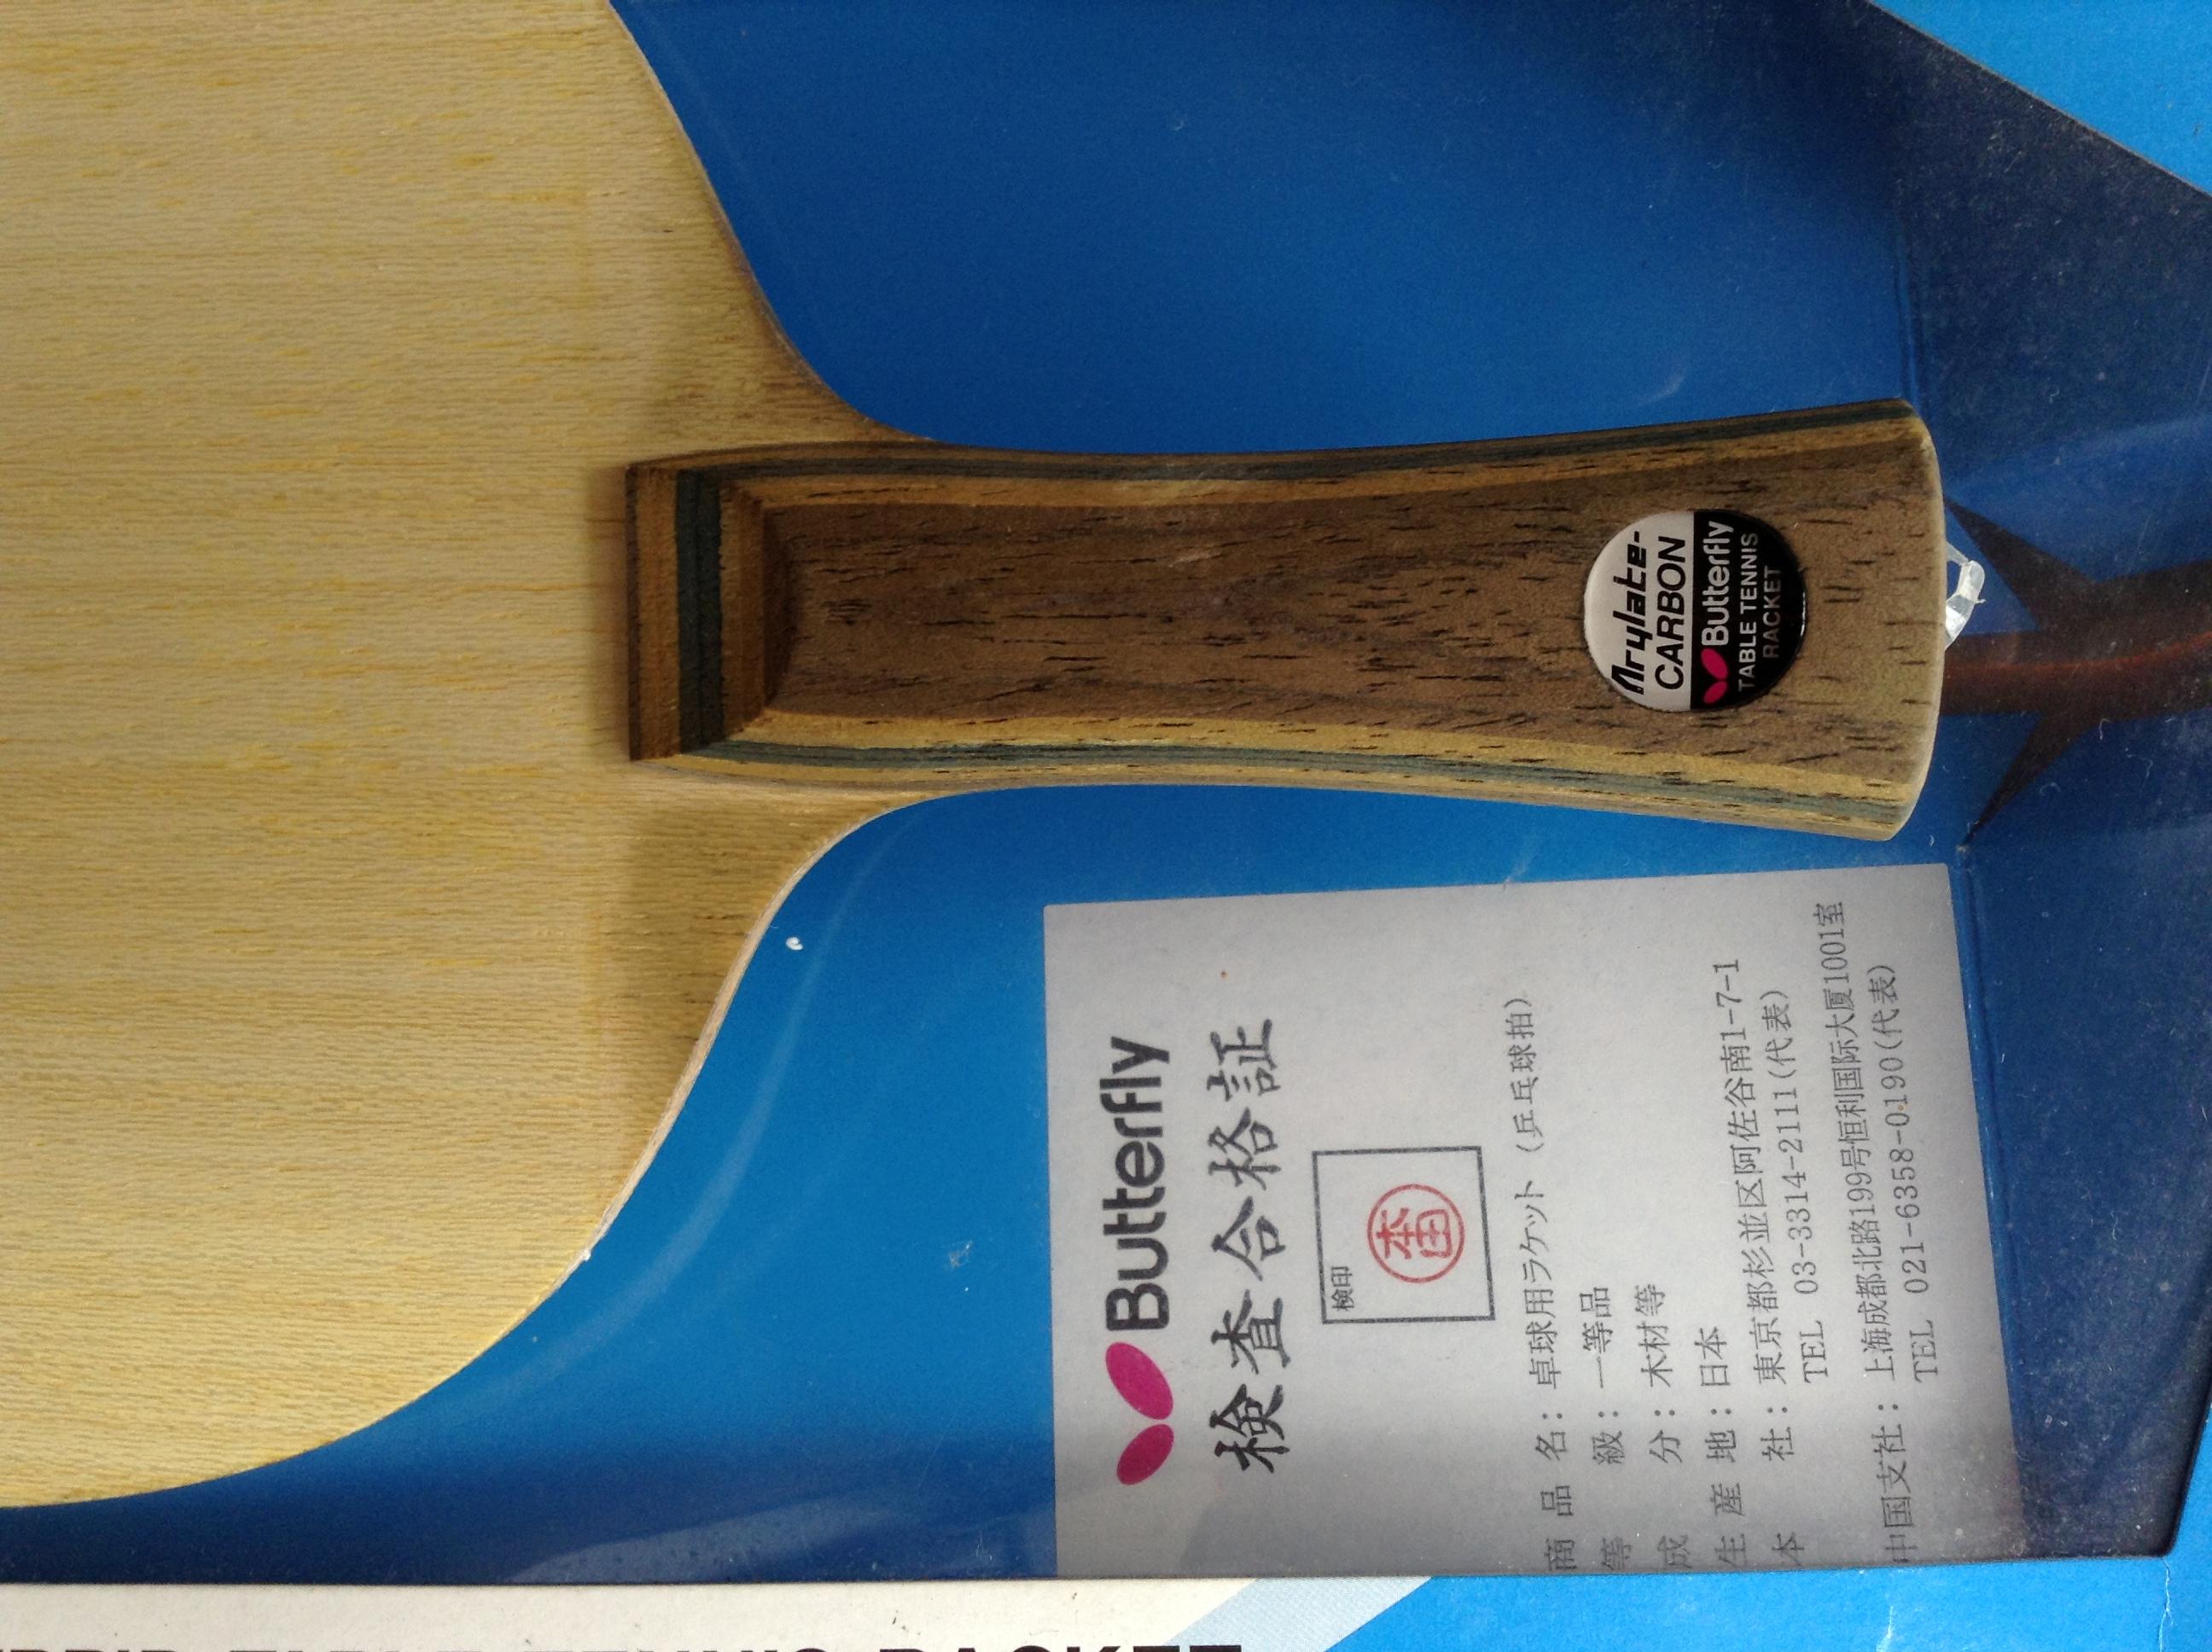 Arylate-
CARBON
Butterfly
TABLE TENNIS
RACKET
Butterfly
検査合格証
検印
本田
商品名：卓球用ラケット（乒乓球拍）
等級：一等品
成分：木材等
生産地：日本
本社：東京都杉並区阿佐谷南1-7-1
TEL 03-3314-2111(代表)
中国支社：上海成都北路199号恒利国际大厦1001室
TEL 021-6358-0190(代表)
TENNIS RACKET